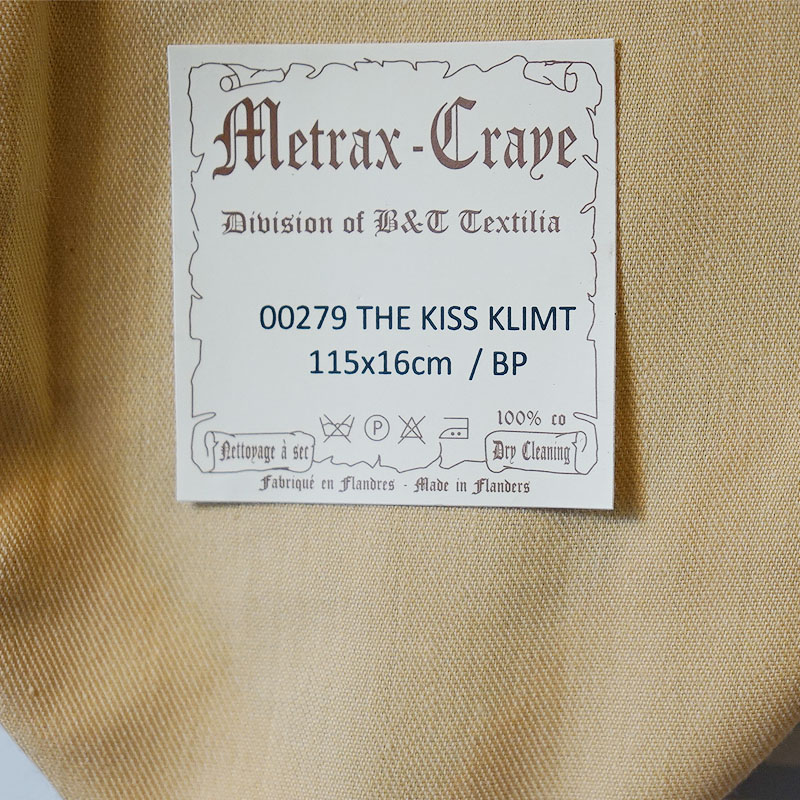 Metrax-Craye
Division of B&T Textilia
00279 THE KISS KLIMT
115x16cm / BP
P
100% co
Nettoyage à sec
Dry Cleaning
Fabriqué en Flandres - Made in Flanders